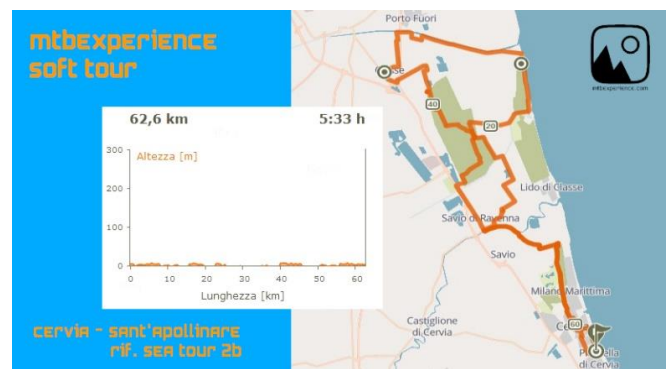 mtbexperience
soft tour
62,6 km
5:33 h
Altezza [m]
300
200
100
0
0
10
20
30
40
50
60
Lunghezza [km]
cervia - sant'apollinare
rif. sea tour 2b
Porto Fuori
40
20
Lido di Classe
Savio di Ravenna
Savio
Milano Marittima
Castiglione
di Cervia
60
mtbexperience.com